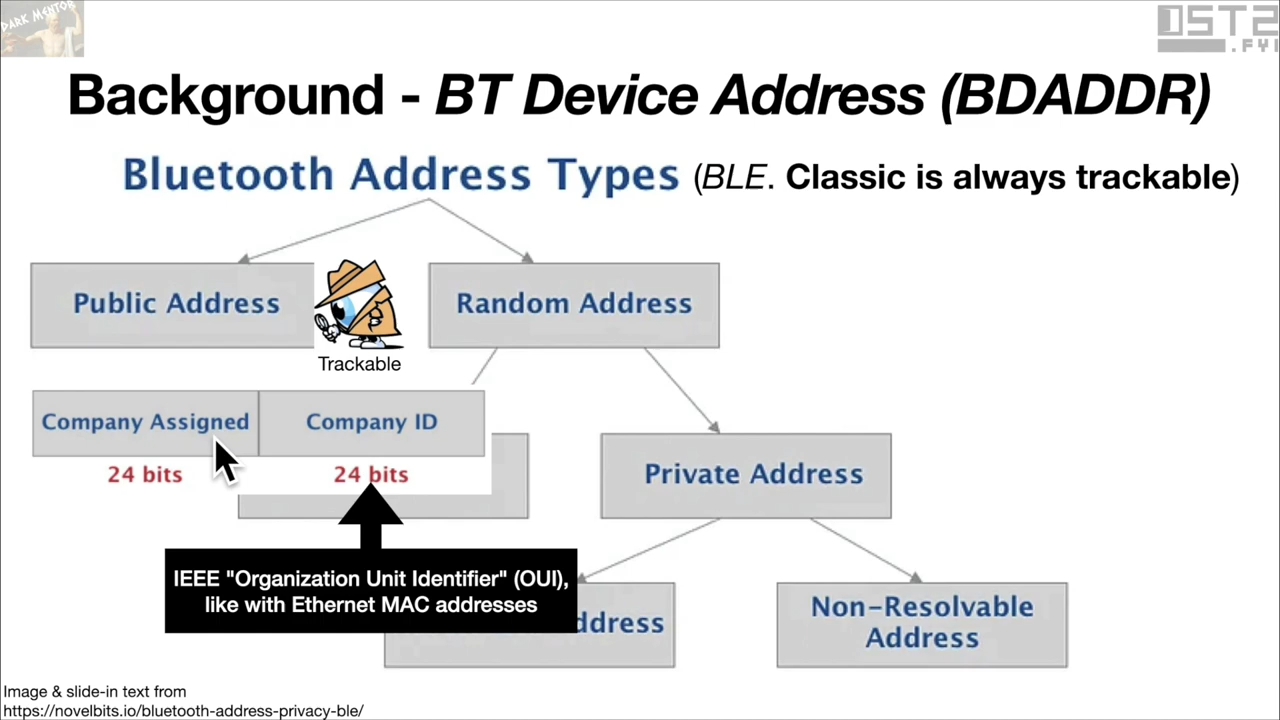 DARK MENTOR
OST2
.FYI
Background - BT Device Address (BDADDR)
Bluetooth Address Types (BLE. Classic is always trackable)
Public Address
Random Address
Trackable
Company Assigned
Company ID
24 bits
24 bits
Private Address
IEEE "Organization Unit Identifier" (OUI),
like with Ethernet MAC addresses
ddress
Non-Resolvable
Address
Image & slide-in text from
https://novelbits.io/bluetooth-address-privacy-ble/